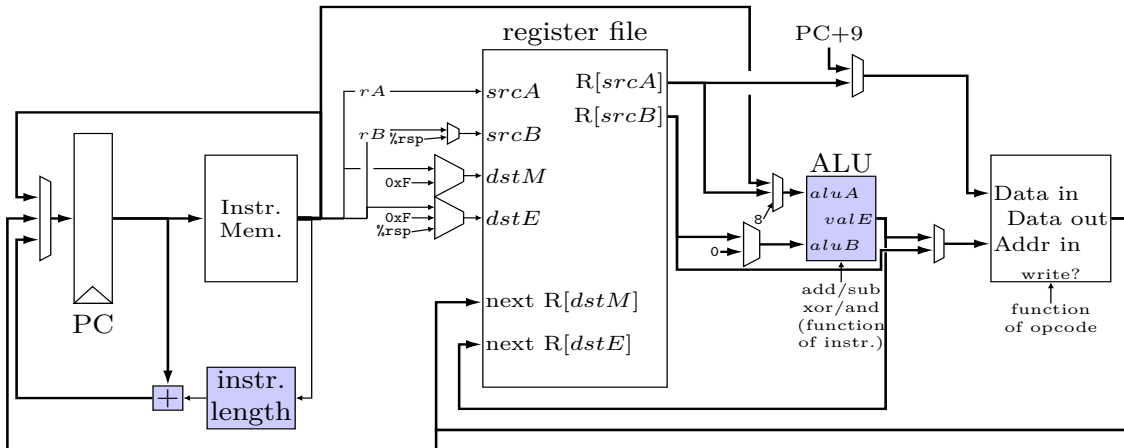 register file
PC+9
rA
srcA
R[srcA]
R[srcB]
rB
%rsp
srcB
ALU
Instr.
Mem.
0xF
dstM
aluA
Data in
8
valE
Data out
0xF
dstE
%rsp
0
aluB
Addr in
write?
PC
next R[dstM]
add/sub
xor/and
(function
of instr.)
function
of opcode
next R[dstE]
+
instr.
length